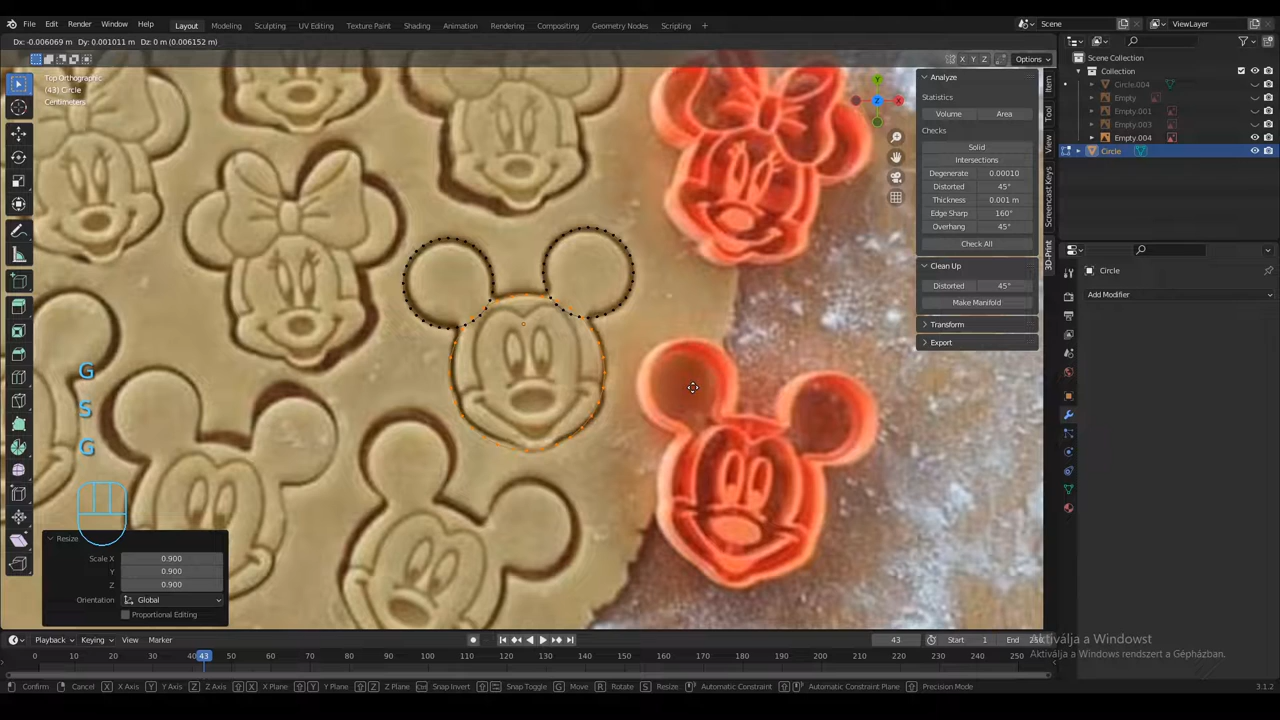 File Edit Render Window Help Layout Modeling Sculpting UV Editing Texture Paint Shading Animation Rendering Compositing Geometry Nodes Scripting + Scene ViewLayer
Dx: -0.006069 m Dy: 0.001011 m Dz: 0 m (0.006152 m)
X Y Z Options
Top Orthographic
(43) Circle
Centimeters
Y
Z
X
Analyze
Statistics
Volume Area
Checks
Solid
Intersections
Degenerate 0.00010
Distorted 45°
Thickness 0.001 m
Edge Sharp 160°
Overhang 45°
Check All
Clean Up
Distorted 45°
Make Manifold
Transform
Export
Item
Tool
View
Screencast Keys
3D-Print
Scene Collection
Collection
Circle.004
Empty
Empty.001
Empty.003
Empty.004
Circle
Circle
Add Modifier
G
S
G
Resize
Scale X 0.900
Y 0.900
Z 0.900
Orientation Global
Proportional Editing
Playback Keying View Marker 43 Start 1 End
0 10 20 30 40 43 50 60 70 80 90 100 110 120 130 140 150 160 170 180 190 200 210 220 230 240 250
Aktiválja a Windowst
Aktiválja a Windows rendszert a Gépházban.
Confirm Cancel X X Axis Y Y Axis Z Z Axis X X Plane Y Y Plane Z Z Plane Ctrl Snap Invert Snap Toggle G Move R Rotate S Resize Automatic Constraint Automatic Constraint Plane Precision Mode 3.1.2